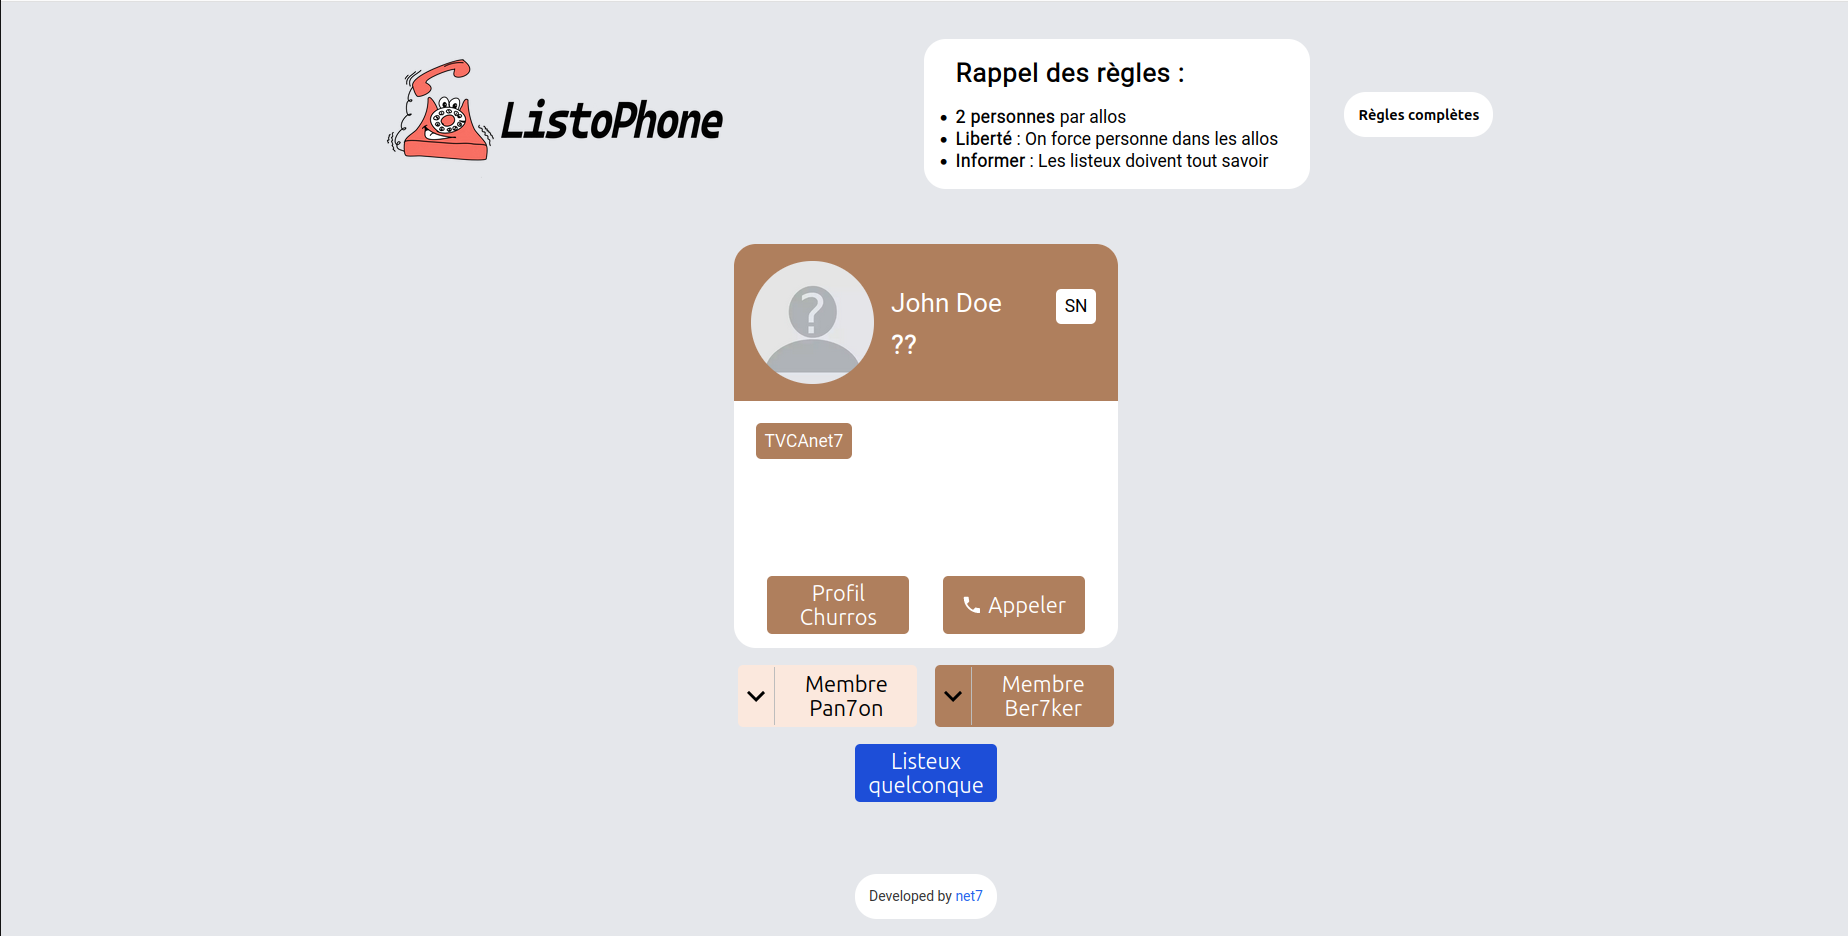 ListoPhone
Rappel des règles :
2 personnes par allos
Liberté : On force personne dans les allos
Informer : Les listeux doivent tout savoir
Règles complètes
?
John Doe
SN
??
TVCAnet7
Profil
Churros
Appeler
Membre
Pan7on
Membre
Ber7ker
Listeux
quelconque
Developed by net7